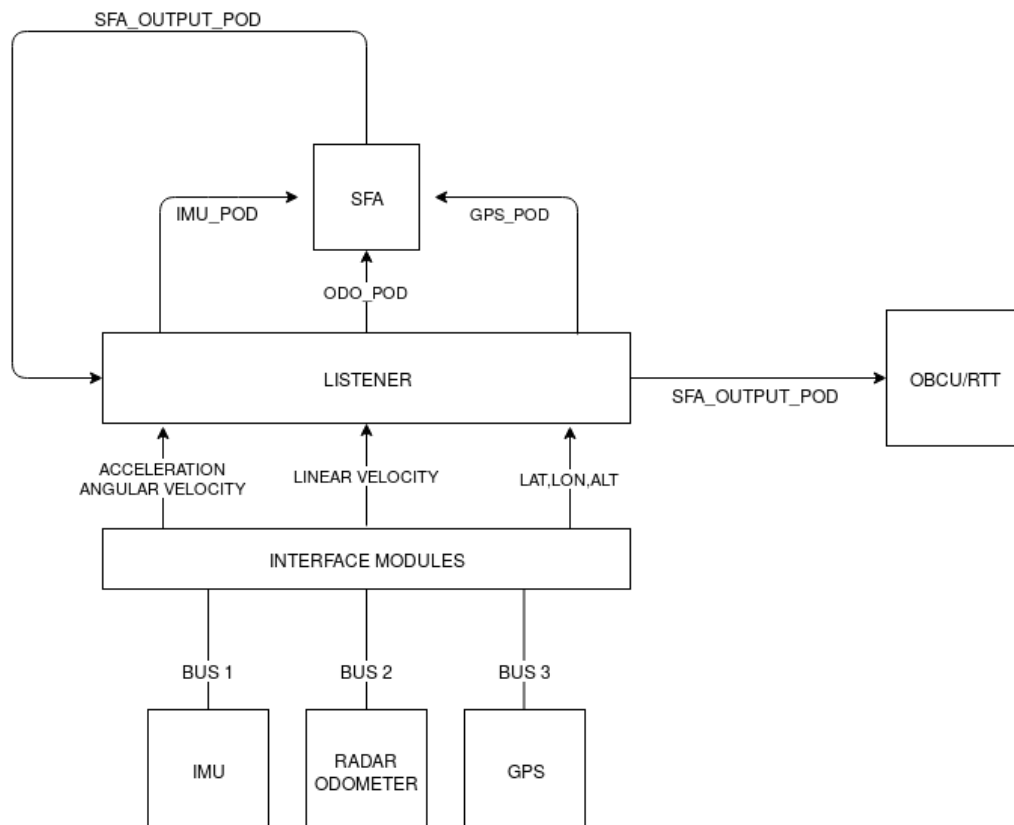 SFA_OUTPUT_POD
SFA
IMU_POD
GPS_POD
ODO_POD
LISTENER
OBCU/RTT
SFA_OUTPUT_POD
ACCELERATION
ANGULAR VELOCITY
LINEAR VELOCITY
LAT,LON,ALT
INTERFACE MODULES
BUS 1
BUS 2
BUS 3
IMU
RADAR
ODOMETER
GPS